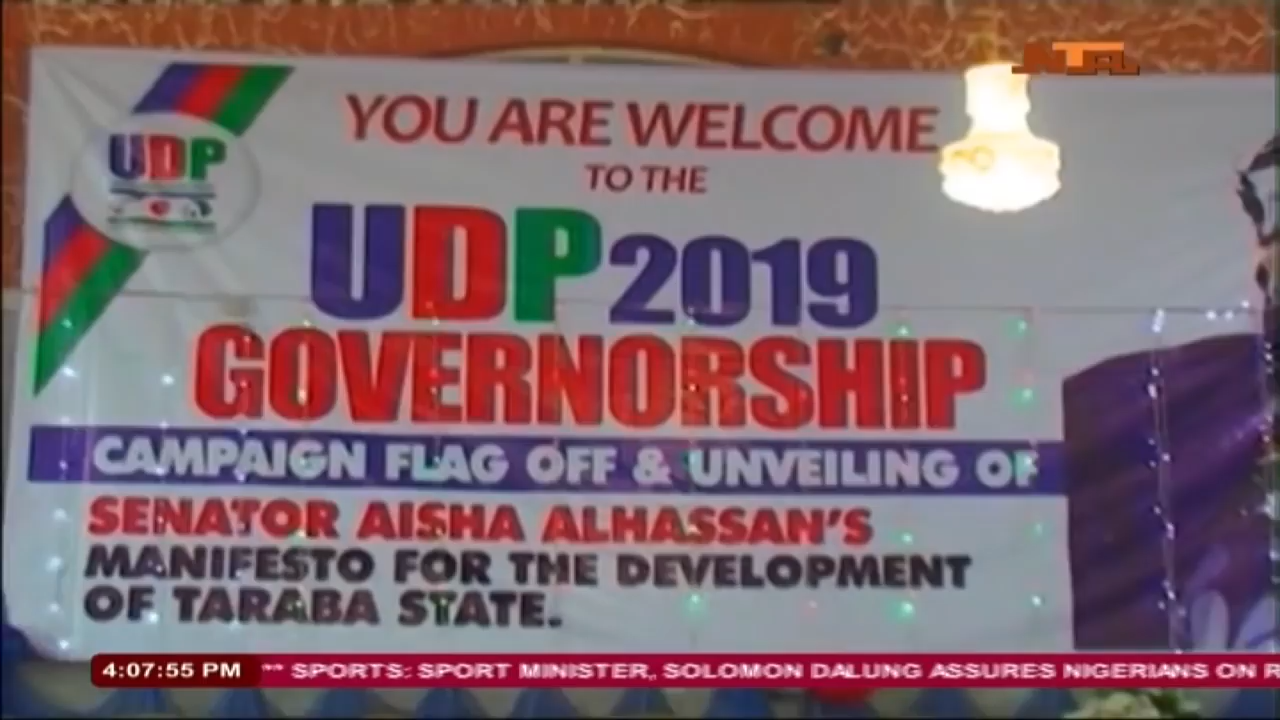 NTA
YOU ARE WELCOME
TO THE
UDP
UDP 2019
GOVERNORSHIP
CAMPAIGN FLAG OFF & UNVEILING OF
SENATOR AISHA ALHASSAN'S
MANIFESTO FOR THE DEVELOPMENT
OF TARABA STATE.
4:07:55 PM ** SPORTS: SPORT MINISTER, SOLOMON DALUNG ASSURES NIGERIANS ON R